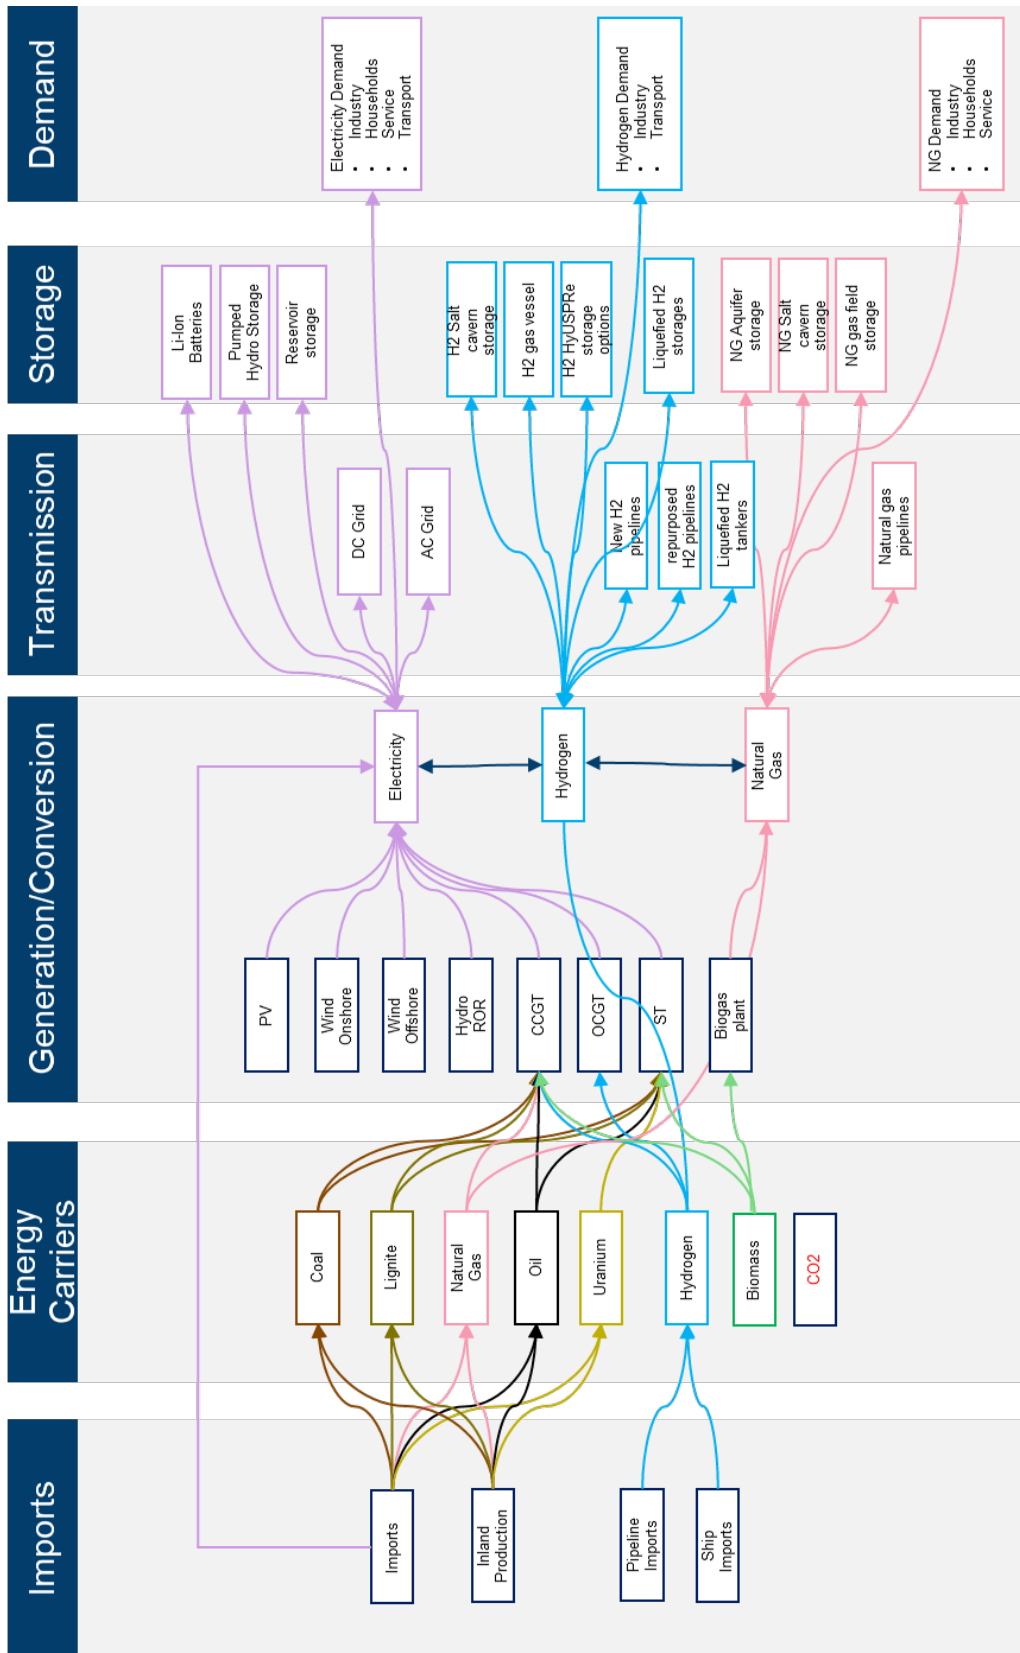 Imports
Energy
Carriers
Generation/Conversion
Transmission
Storage
Demand
Imports
Inland
Production
Pipeline
Imports
Ship
Imports
Coal
Lignite
Natural
Gas
Oil
Uranium
Hydrogen
Biomass
CO2
PV
Wind
Onshore
Wind
Offshore
Hydro
ROR
CCGT
OCGT
ST
Biogas
plant
Electricity
Hydrogen
Natural
Gas
DC Grid
AC Grid
New H2
pipelines
repurposed
H2 pipelines
Liquefied H2
tankers
Natural gas
pipelines
Li-Ion
Batteries
Pumped
Hydro Storage
Reservoir
storage
H2 Salt
cavern
storage
H2 gas vessel
H2 HyUSPRe
storage
options
Liquefied H2
storages
NG Aquifer
storage
NG Salt
cavern
storage
NG gas field
storage
Electricity Demand
• Industry
• Households
• Service
• Transport
Hydrogen Demand
• Industry
• Transport
NG Demand
• Industry
• Households
• Service